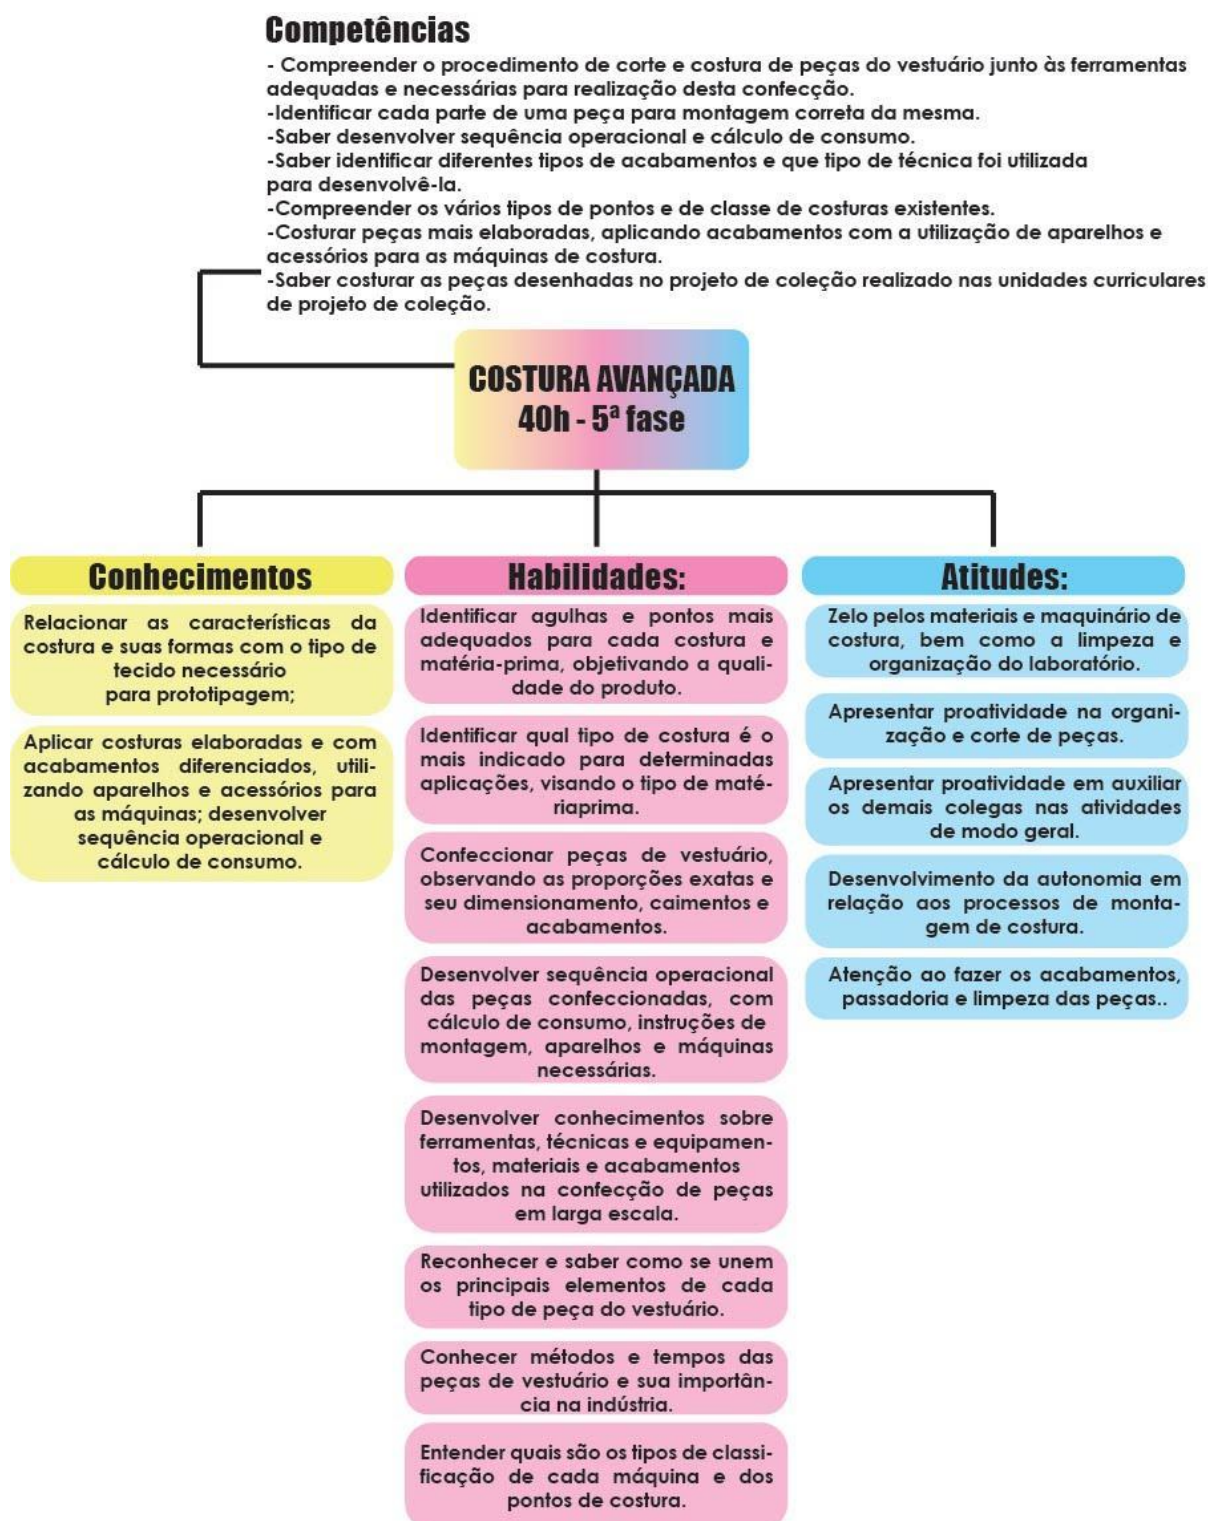 Competências
- Compreender o procedimento de corte e costura de peças do vestuário junto às ferramentas
adequadas e necessárias para realização desta confecção.
-Identificar cada parte de uma peça para montagem correta da mesma.
-Saber desenvolver sequência operacional e cálculo de consumo.
-Saber identificar diferentes tipos de acabamentos e que tipo de técnica foi utilizada
para desenvolvê-la.
-Compreender os vários tipos de pontos e de classe de costuras existentes.
-Costurar peças mais elaboradas, aplicando acabamentos com a utilização de aparelhos e
acessórios para as máquinas de costura.
-Saber costurar as peças desenhadas no projeto de coleção realizado nas unidades curriculares
de projeto de coleção.
COSTURA AVANÇADA
40h - 5ª fase
Conhecimentos
Relacionar as características da
costura e suas formas com o tipo de
tecido necessário
para prototipagem;
Aplicar costuras elaboradas e com
acabamentos diferenciados, utili-
zando aparelhos e acessórios para
as máquinas; desenvolver
sequência operacional e
cálculo de consumo.
Habilidades:
Identificar agulhas e pontos mais
adequados para cada costura e
matéria-prima, objetivando a quali-
dade do produto.
Identificar qual tipo de costura é o
mais indicado para determinadas
aplicações, visando o tipo de maté-
riaprima.
Confeccionar peças de vestuário,
observando as proporções exatas e
seu dimensionamento, caimentos e
acabamentos.
Desenvolver sequência operacional
das peças confeccionadas, com
cálculo de consumo, instruções de
montagem, aparelhos e máquinas
necessárias.
Desenvolver conhecimentos sobre
ferramentas, técnicas e equipamen-
tos, materiais e acabamentos
utilizados na confecção de peças
em larga escala.
Reconhecer e saber como se unem
os principais elementos de cada
tipo de peça do vestuário.
Conhecer métodos e tempos das
peças de vestuário e sua importân-
cia na indústria.
Entender quais são os tipos de classi-
ficação de cada máquina e dos
pontos de costura.
Atitudes:
Zelo pelos materiais e maquinário de
costura, bem como a limpeza e
organização do laboratório.
Apresentar proatividade na organi-
zação e corte de peças.
Apresentar proatividade em auxiliar
os demais colegas nas atividades
de modo geral.
Desenvolvimento da autonomia em
relação aos processos de monta-
gem de costura.
Atenção ao fazer os acabamentos,
passadoria e limpeza das peças..